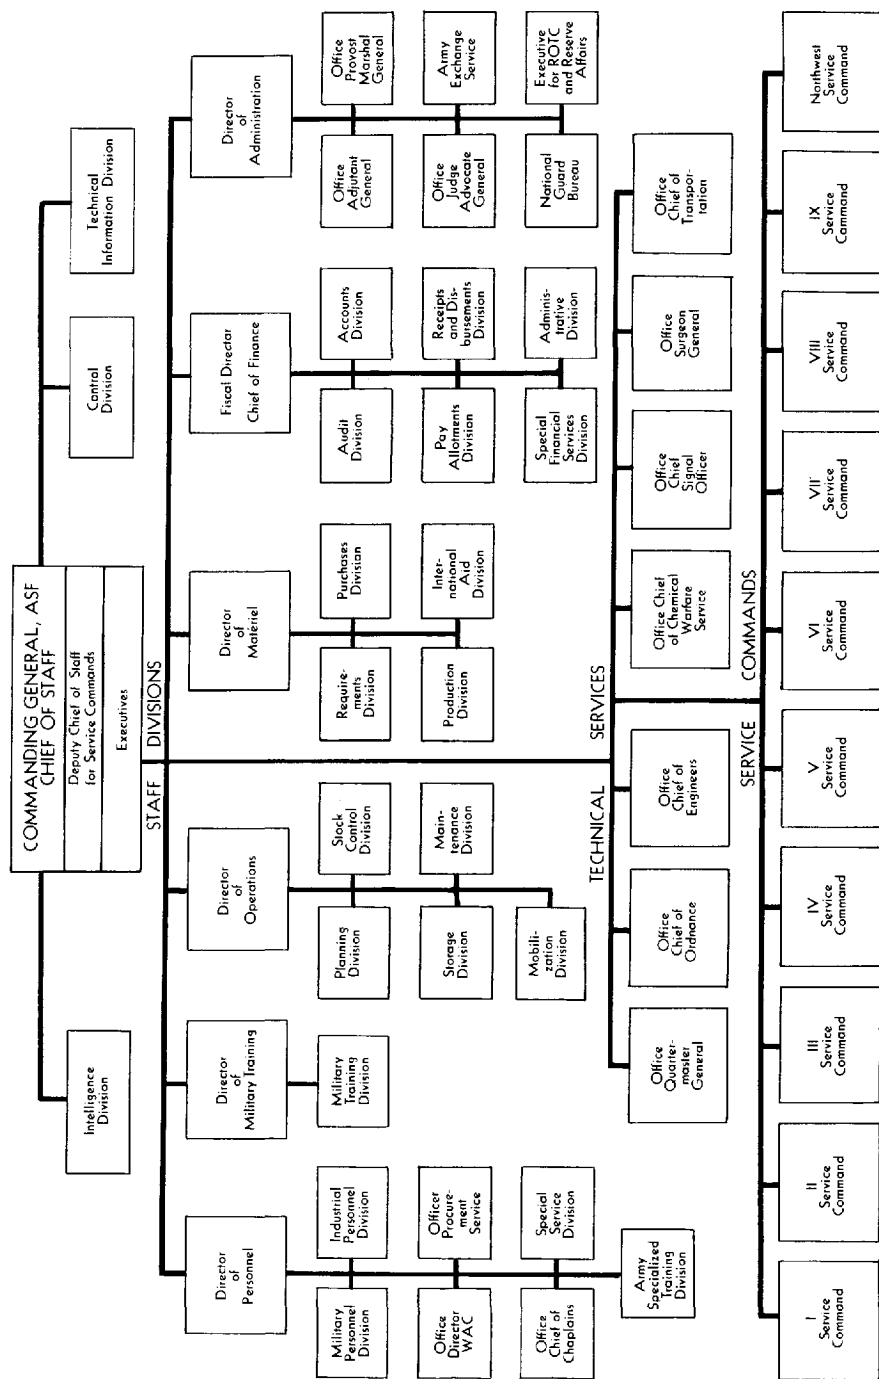 COMMANDING GENERAL, ASF
CHIEF OF STAFF
Deputy Chief of Staff
for Service Commands
Executives
Intelligence
Division
Control
Division
Technical
Information Division
STAFF DIVISIONS
Director
of
Personnel
Director
of
Military Training
Director
of
Operations
Director
of
Matériel
Fiscal Director
Chief of Finance
Director
of
Administration
Military
Personnel
Division
Industrial
Personnel
Division
Office
Director
WAC
Officer
Procure-
ment
Service
Office
Chief of
Chaplains
Special
Service
Division
Army
Specialized
Training
Division
Military
Training
Division
Planning
Division
Stock
Control
Division
Storage
Division
Main-
tenance
Division
Mobili-
zation
Division
Require-
ments
Division
Purchases
Division
Production
Division
Inter-
national
Aid
Division
Audit
Division
Accounts
Division
Pay
Allotments
Division
Receipts
and Dis-
bursements
Division
Special
Financial
Services
Division
Adminis-
trative
Division
Office
Adjutant
General
Office
Provost
Marshal
General
Office
Judge
Advocate
General
Army
Exchange
Service
National
Guard
Bureau
Executive
for ROTC
and Reserve
Affairs
TECHNICAL SERVICES
Office
Quarter-
master
General
Office
Chief of
Ordnance
Office
Chief of
Engineers
Office Chief
of Chemical
Warfare
Service
Office
Chief
Signal
Officer
Office
Surgeon
General
Office
Chief of
Transpor-
tation
SERVICE COMMANDS
I
Service
Command
II
Service
Command
III
Service
Command
IV
Service
Command
V
Service
Command
VI
Service
Command
VII
Service
Command
VIII
Service
Command
IX
Service
Command
Northwest
Service
Command